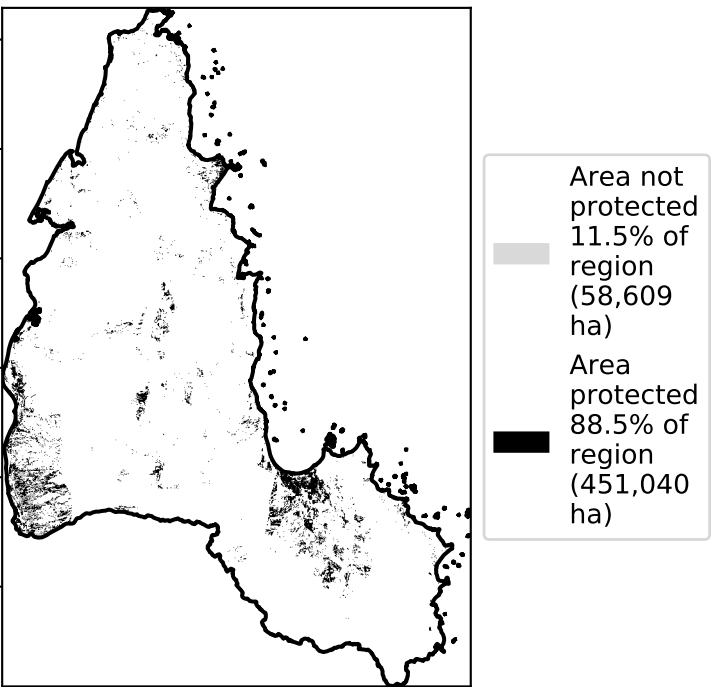 Area not
protected
11.5% of
region
(58,609
ha)
Area
protected
88.5% of
region
(451,040
ha)